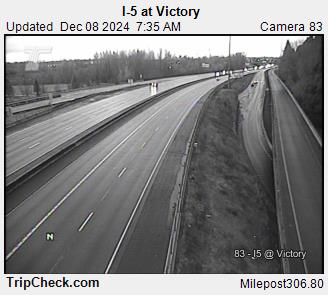 I-5 at Victory
Updated Dec 08 2024 7:35 AM Camera 83
T
N
83 - I5 @ Victory
TripCheck.com Milepost306.80